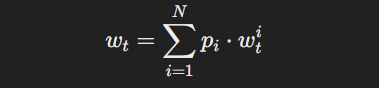 $w_t = \sum_{i=1}^{N} p_i \cdot w_t^i$